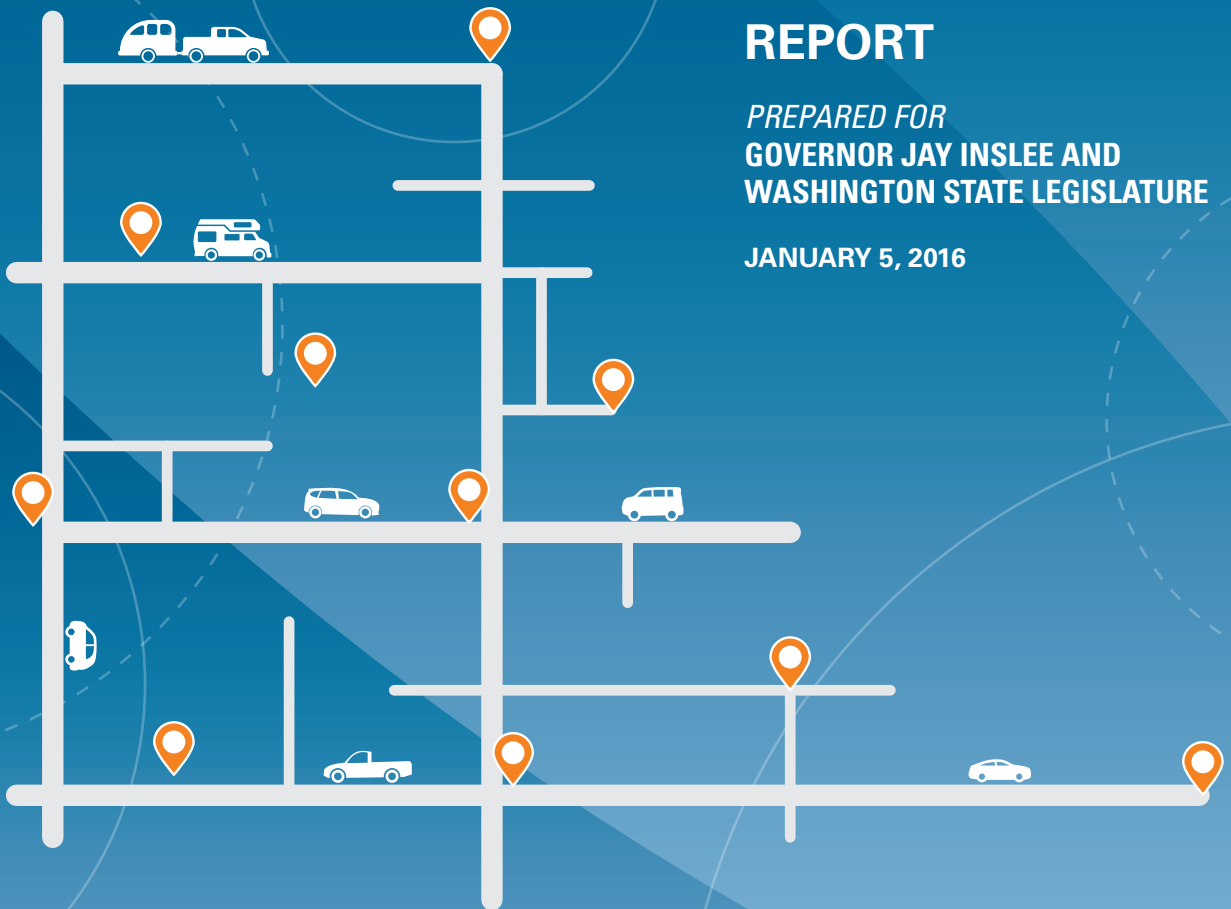 REPORT
PREPARED FOR
GOVERNOR JAY INSLEE AND
WASHINGTON STATE LEGISLATURE
JANUARY 5, 2016